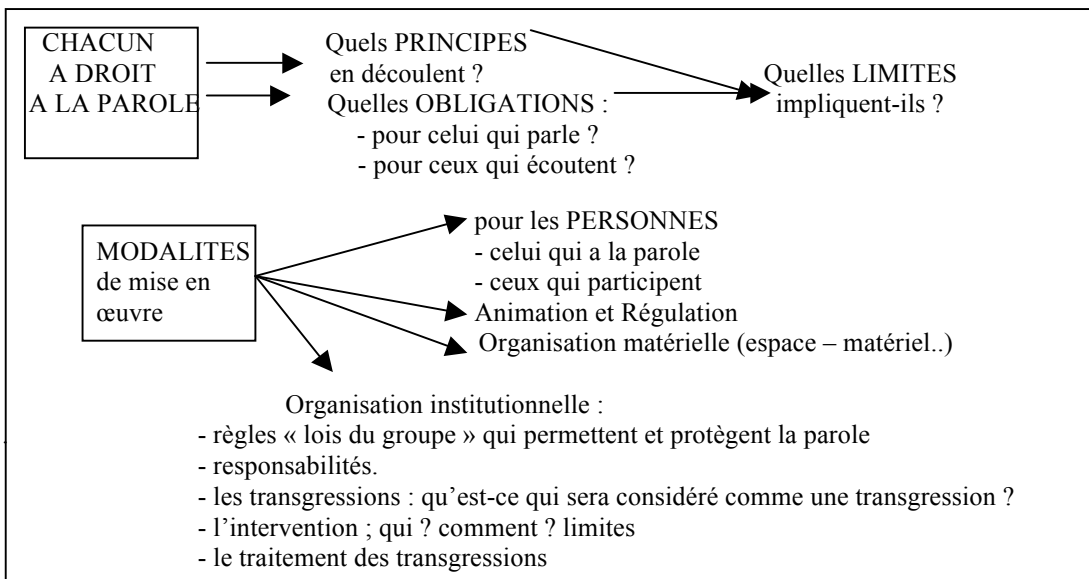 CHACUN
A DROIT
A LA PAROLE
Quels PRINCIPES
en découlent ?
Quelles OBLIGATIONS :
- pour celui qui parle ?
- pour ceux qui écoutent ?
Quelles LIMITES
impliquent-ils ?
MODALITES
de mise en
œuvre
pour les PERSONNES
- celui qui a la parole
- ceux qui participent
Animation et Régulation
Organisation matérielle (espace – matériel..)
Organisation institutionnelle :
- règles « lois du groupe » qui permettent et protègent la parole
- responsabilités.
- les transgressions : qu’est-ce qui sera considéré comme une transgression ?
- l’intervention ; qui ? comment ? limites
- le traitement des transgressions